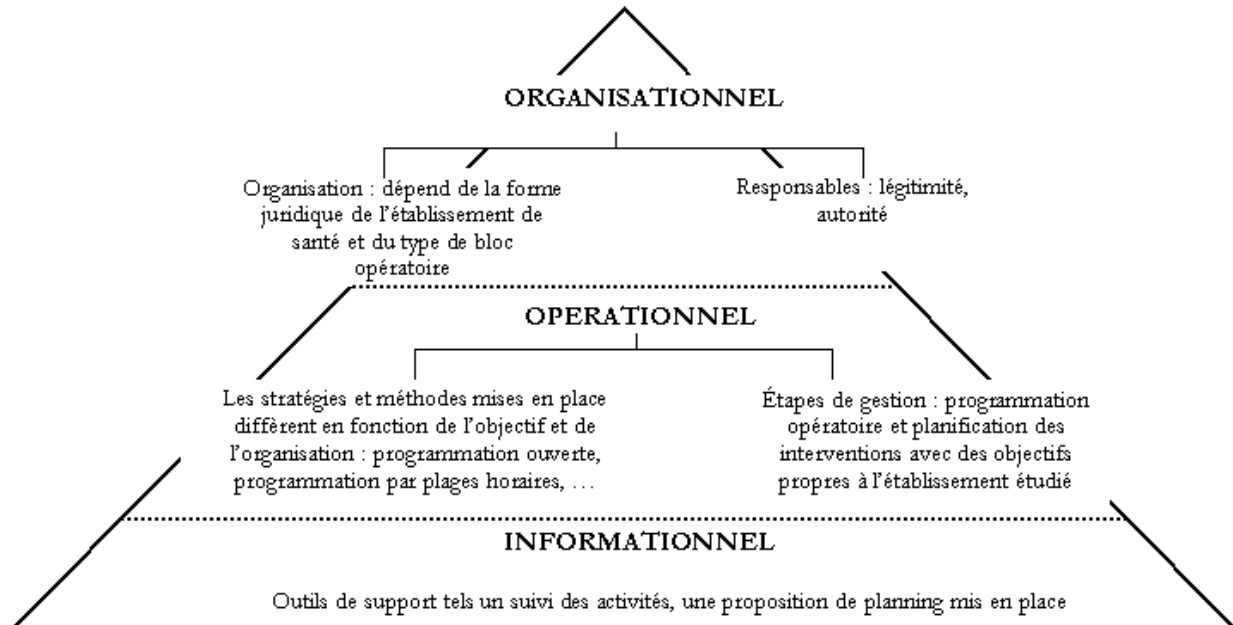 ORGANISATIONNEL
Organisation : dépend de la forme
juridique de l'établissement de
santé et du type de bloc
opératoire
Responsables : légitimité,
autorité
OPERATIONNEL
Les stratégies et méthodes mises en place
diffèrent en fonction de l'objectif et de
l'organisation : programmation ouverte,
programmation par plages horaires, …
Étapes de gestion : programmation
opératoire et planification des
interventions avec des objectifs
propres à l'établissement étudié
INFORMATIONNEL
Outils de support tels un suivi des activités, une proposition de planning mis en place